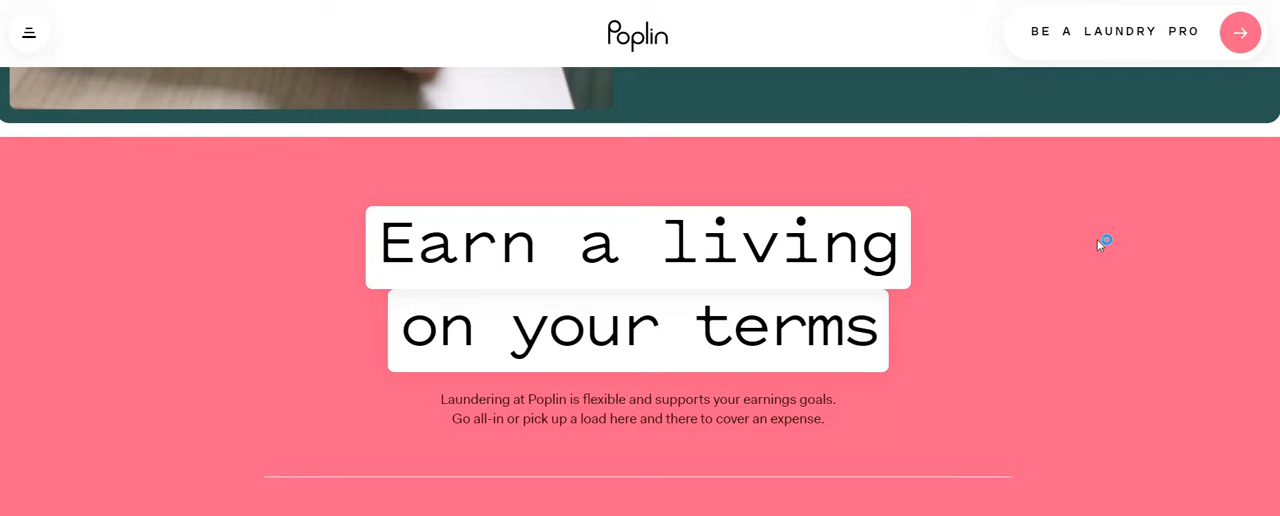 Poplin
BE A LAUNDRY PRO
Earn a living
on your terms
Laundering at Poplin is flexible and supports your earnings goals.
Go all-in or pick up a load here and there to cover an expense.